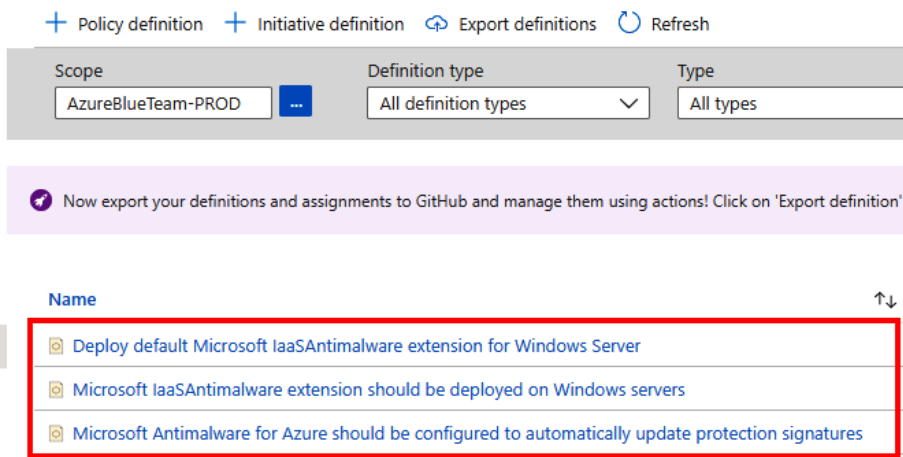 Policy definition Initiative definition Export definitions Refresh
Scope Definition type Type
AzureBlueTeam-PROD ... All definition types All types
Now export your definitions and assignments to GitHub and manage them using actions! Click on 'Export definition'
Name
Deploy default Microsoft IaaSAntimalware extension for Windows Server
Microsoft IaaSAntimalware extension should be deployed on Windows servers
Microsoft Antimalware for Azure should be configured to automatically update protection signatures